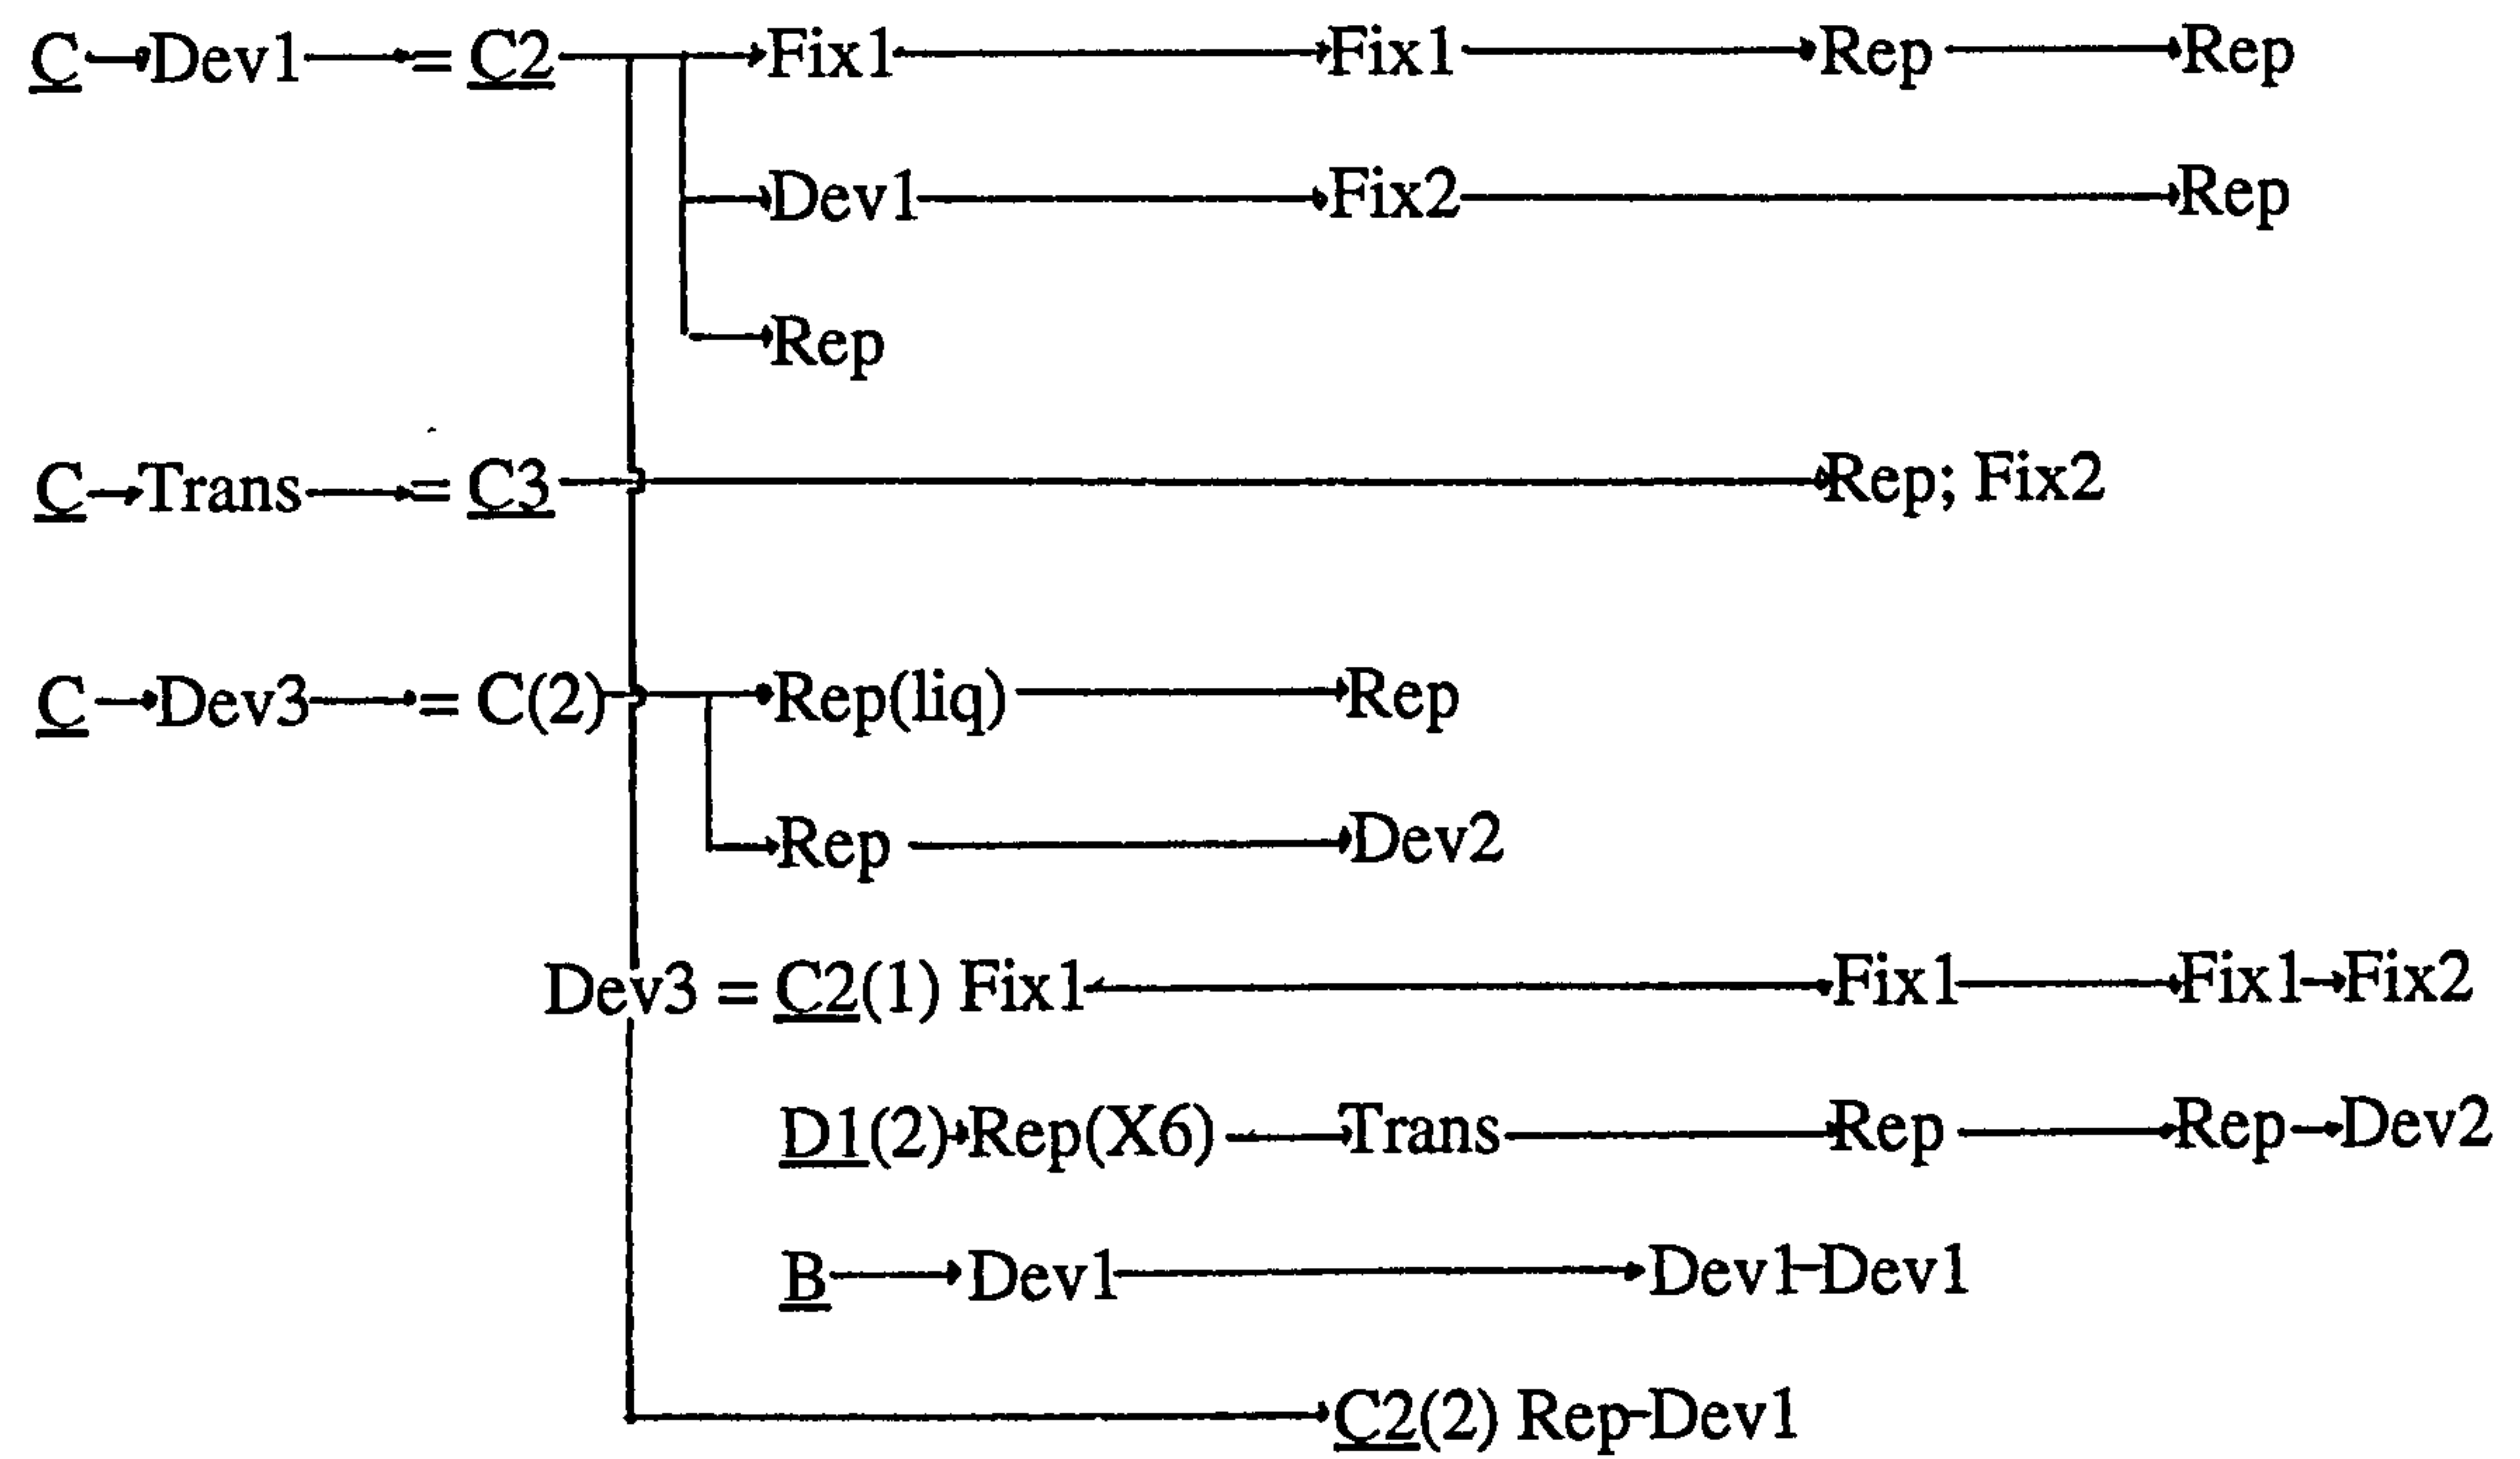 C Dev1 = C2 Fix1 Fix1 Rep Rep
Dev1 Fix2 Rep
Rep
C Trans = C3 Rep; Fix2
C Dev3 = C(2) Rep(liq) Rep
Rep Dev2
Dev3 = C2(1) Fix1 Fix1 Fix1 Fix2
D1(2) Rep(X6) Trans Rep Rep Dev2
B Dev1 Dev1-Dev1
C2(2) Rep-Dev1